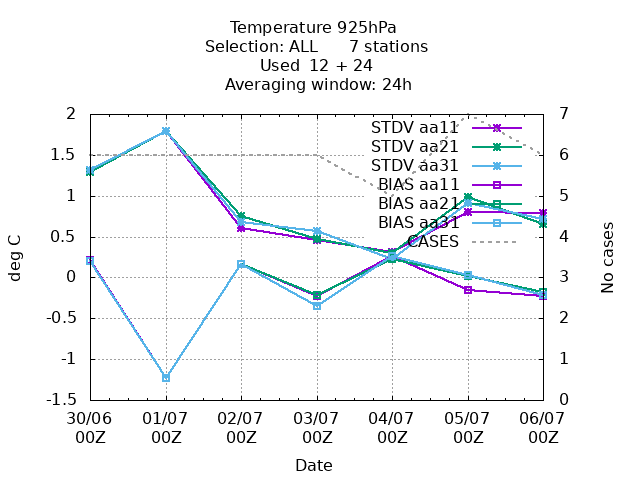 Temperature 925hPa
Selection: ALL 7 stations
Used 12 + 24
Averaging window: 24h
2
1.5
1
0.5
0
-0.5
-1
-1.5
deg C
7
6
5
4
3
2
1
0
No cases
STDV aa11
STDV aa21
STDV aa31
BIAS aa11
BIAS aa21
BIAS aa31
CASES
30/06 01/07 02/07 03/07 04/07 05/07 06/07
00Z 00Z 00Z 00Z 00Z 00Z 00Z
Date